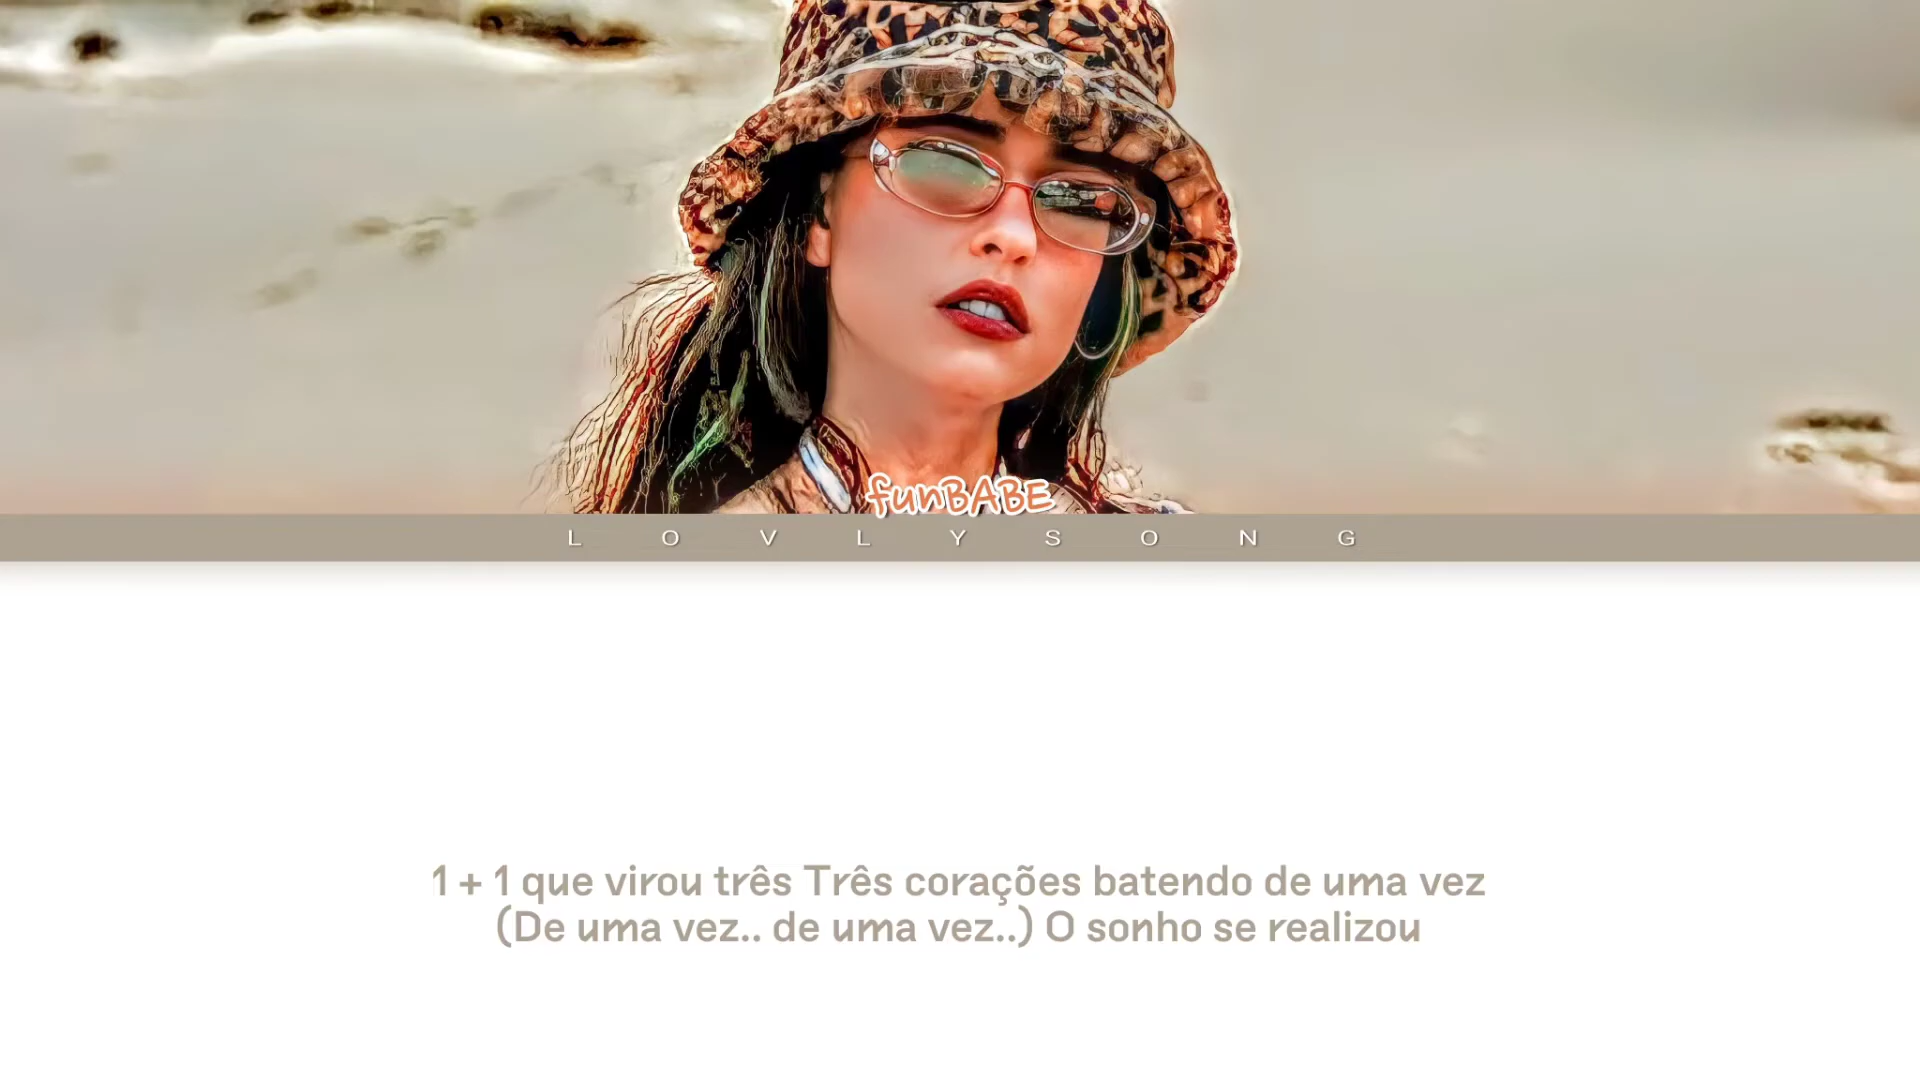 funBABE
LOVLYSONG
1 + 1 que virou três Três corações batendo de uma vez
(De uma vez.. de uma vez..) O sonho se realizou